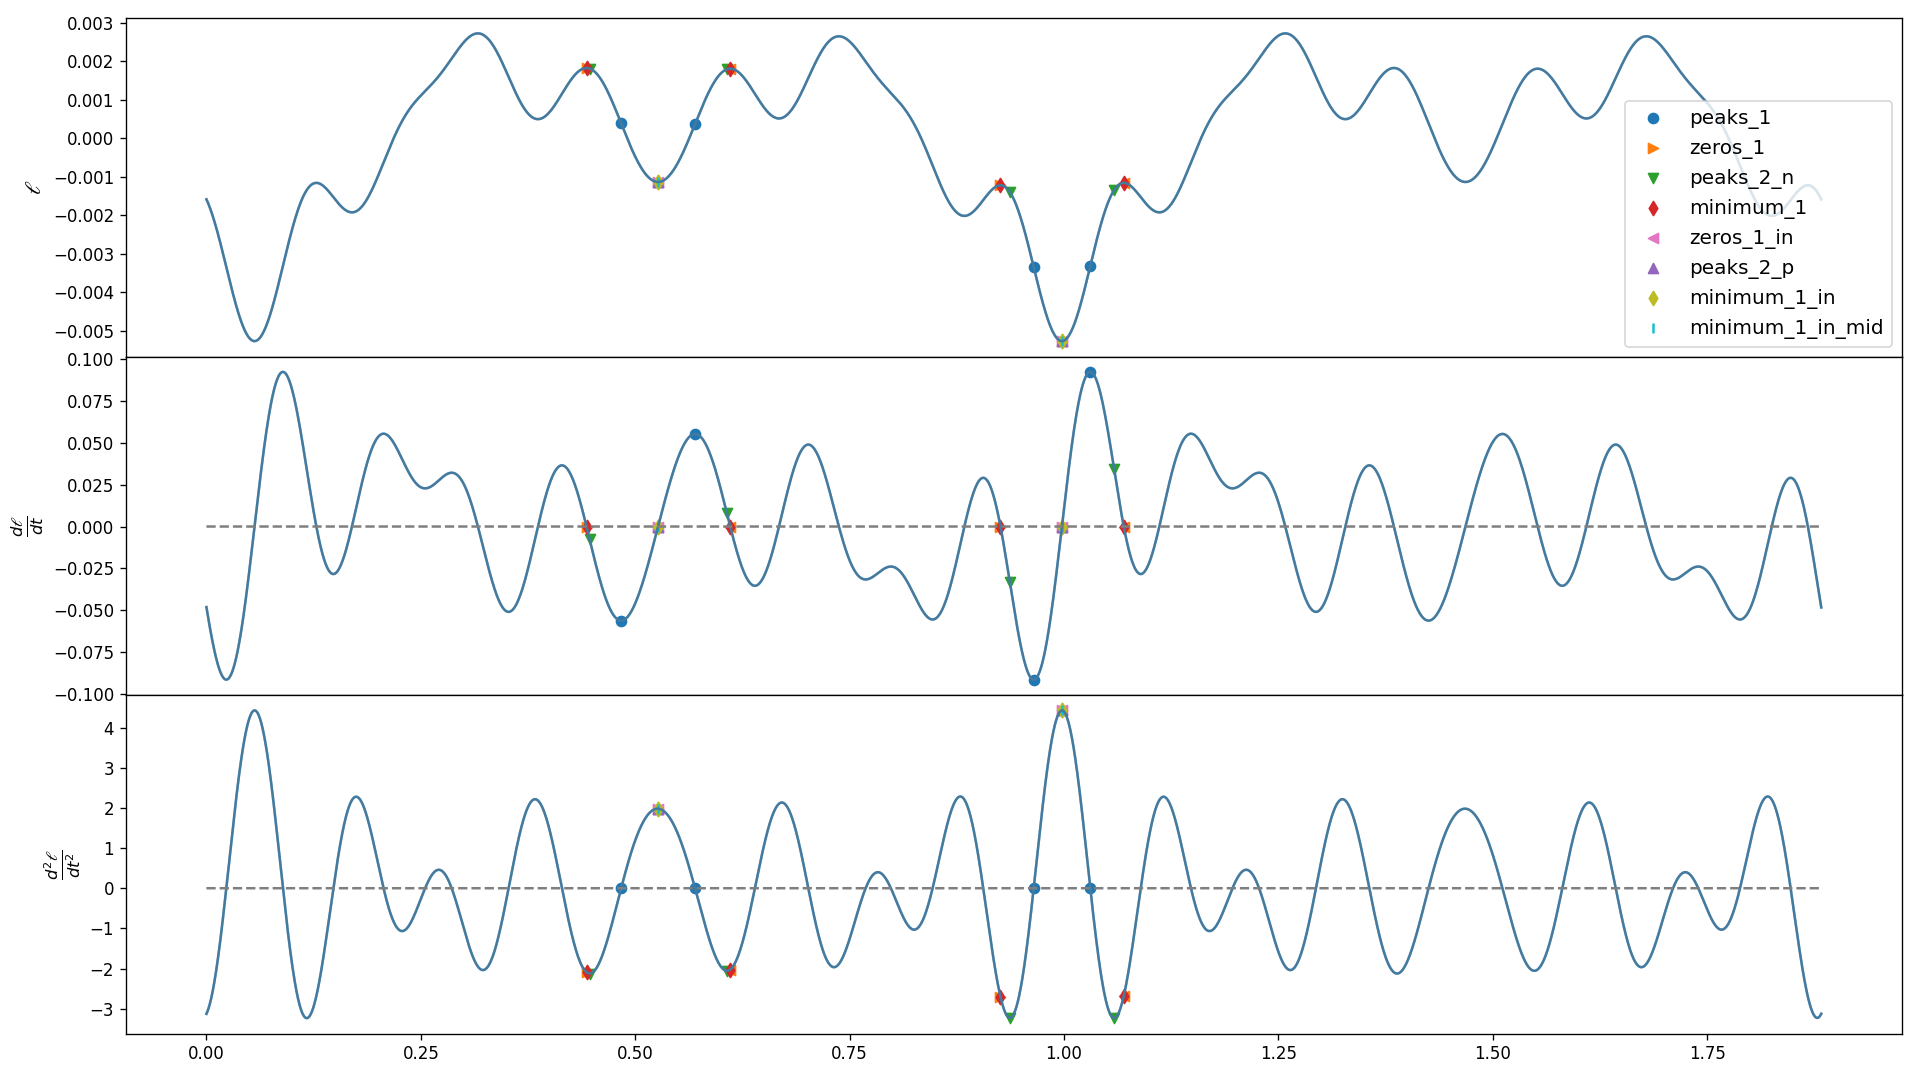 0.003
0.002
0.001
0.000
−0.001
−0.002
−0.003
−0.004
−0.005
ℓ
peaks_1
zeros_1
peaks_2_n
minimum_1
zeros_1_in
peaks_2_p
minimum_1_in
minimum_1_in_mid
0.100
0.075
0.050
0.025
0.000
−0.025
−0.050
−0.075
−0.100
dℓ
dt
4
3
2
1
0
−1
−2
−3
d²ℓ
dt²
0.00 0.25 0.50 0.75 1.00 1.25 1.50 1.75